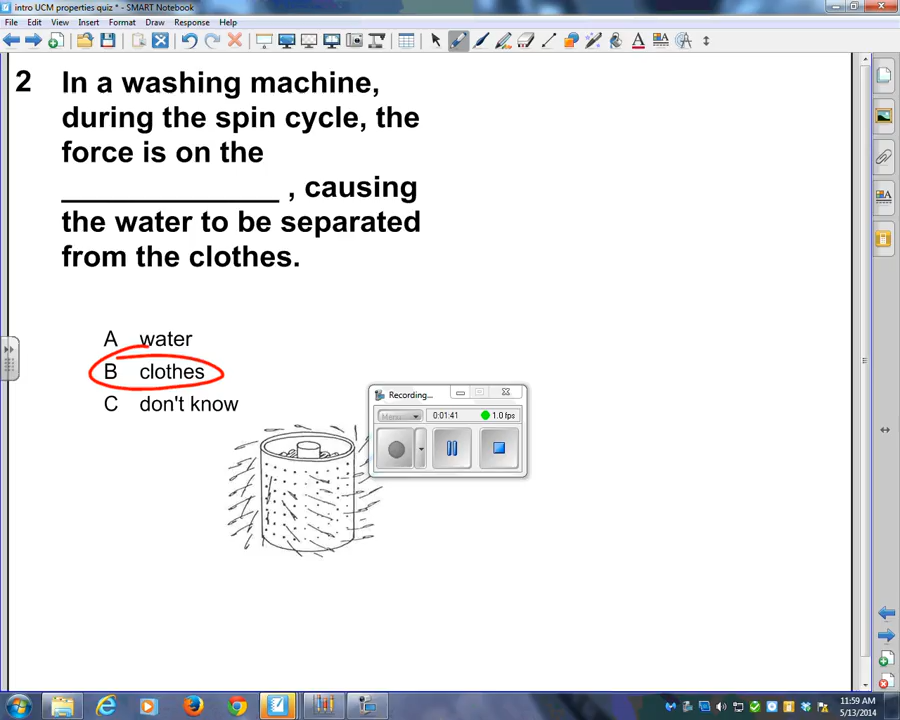 intro UCM properties quiz * - SMART Notebook
File Edit View Insert Format Draw Response Help
2 In a washing machine,
during the spin cycle, the
force is on the
______________ , causing
the water to be separated
from the clothes.
A water
B clothes
C don't know
Recording...
Menu 0:01:41 1.0 fps
11:59 AM
5/13/2014